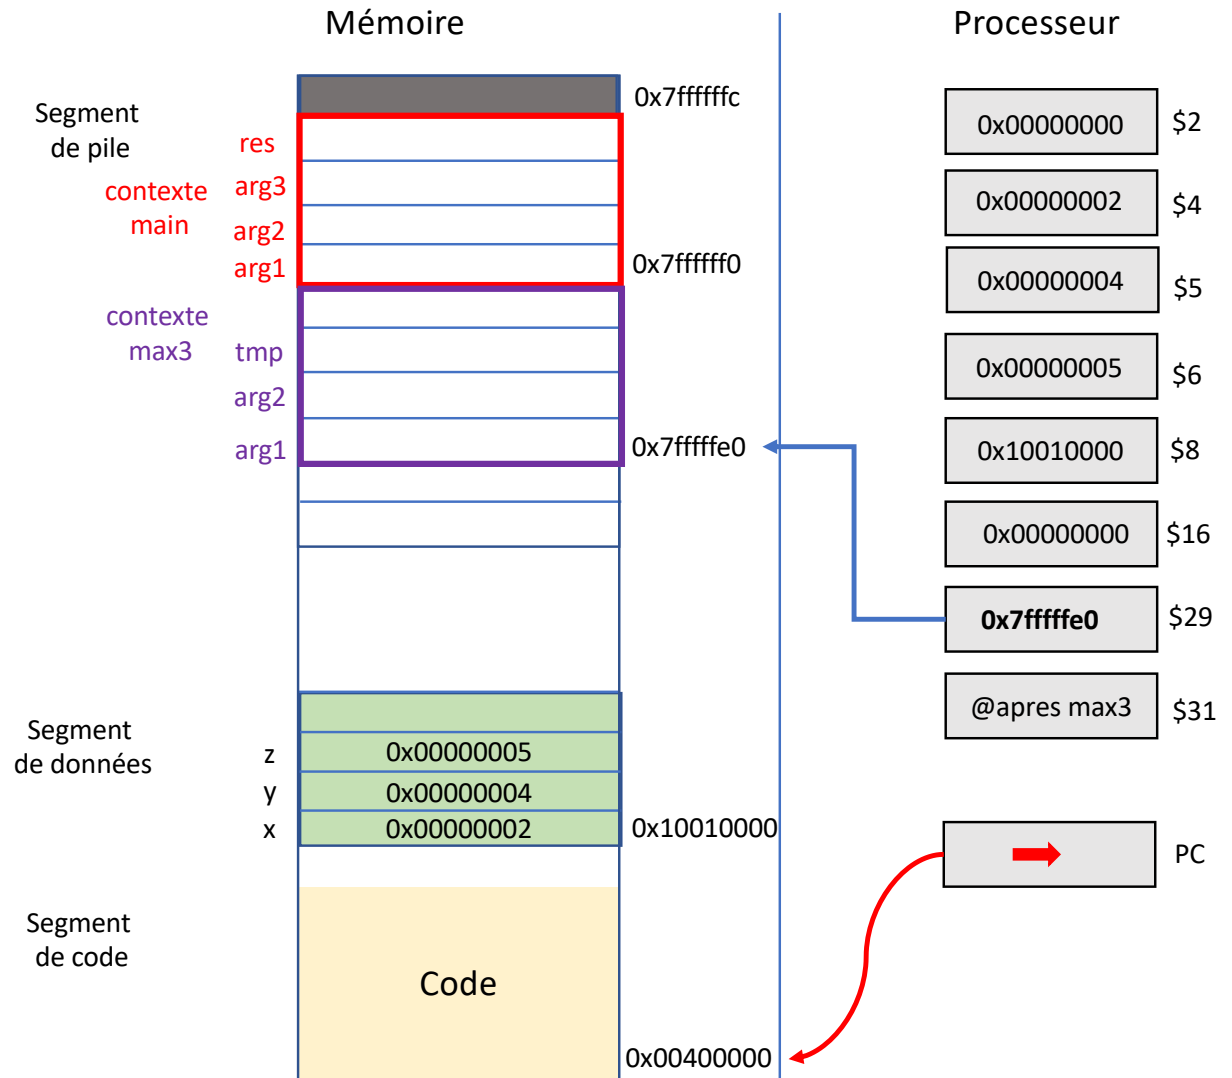 Mémoire
Processeur
0x7ffffffc
Segment
de pile
res
contexte
main
arg3
arg2
arg1
0x7ffffff0
contexte
max3
tmp
arg2
arg1
0x7fffffe0
Segment
de données
z
0x00000005
y
0x00000004
x
0x00000002
0x10010000
Segment
de code
Code
0x00400000
0x00000000 $2
0x00000002 $4
0x00000004 $5
0x00000005 $6
0x10010000 $8
0x00000000 $16
0x7fffffe0 $29
@apres max3 $31
PC